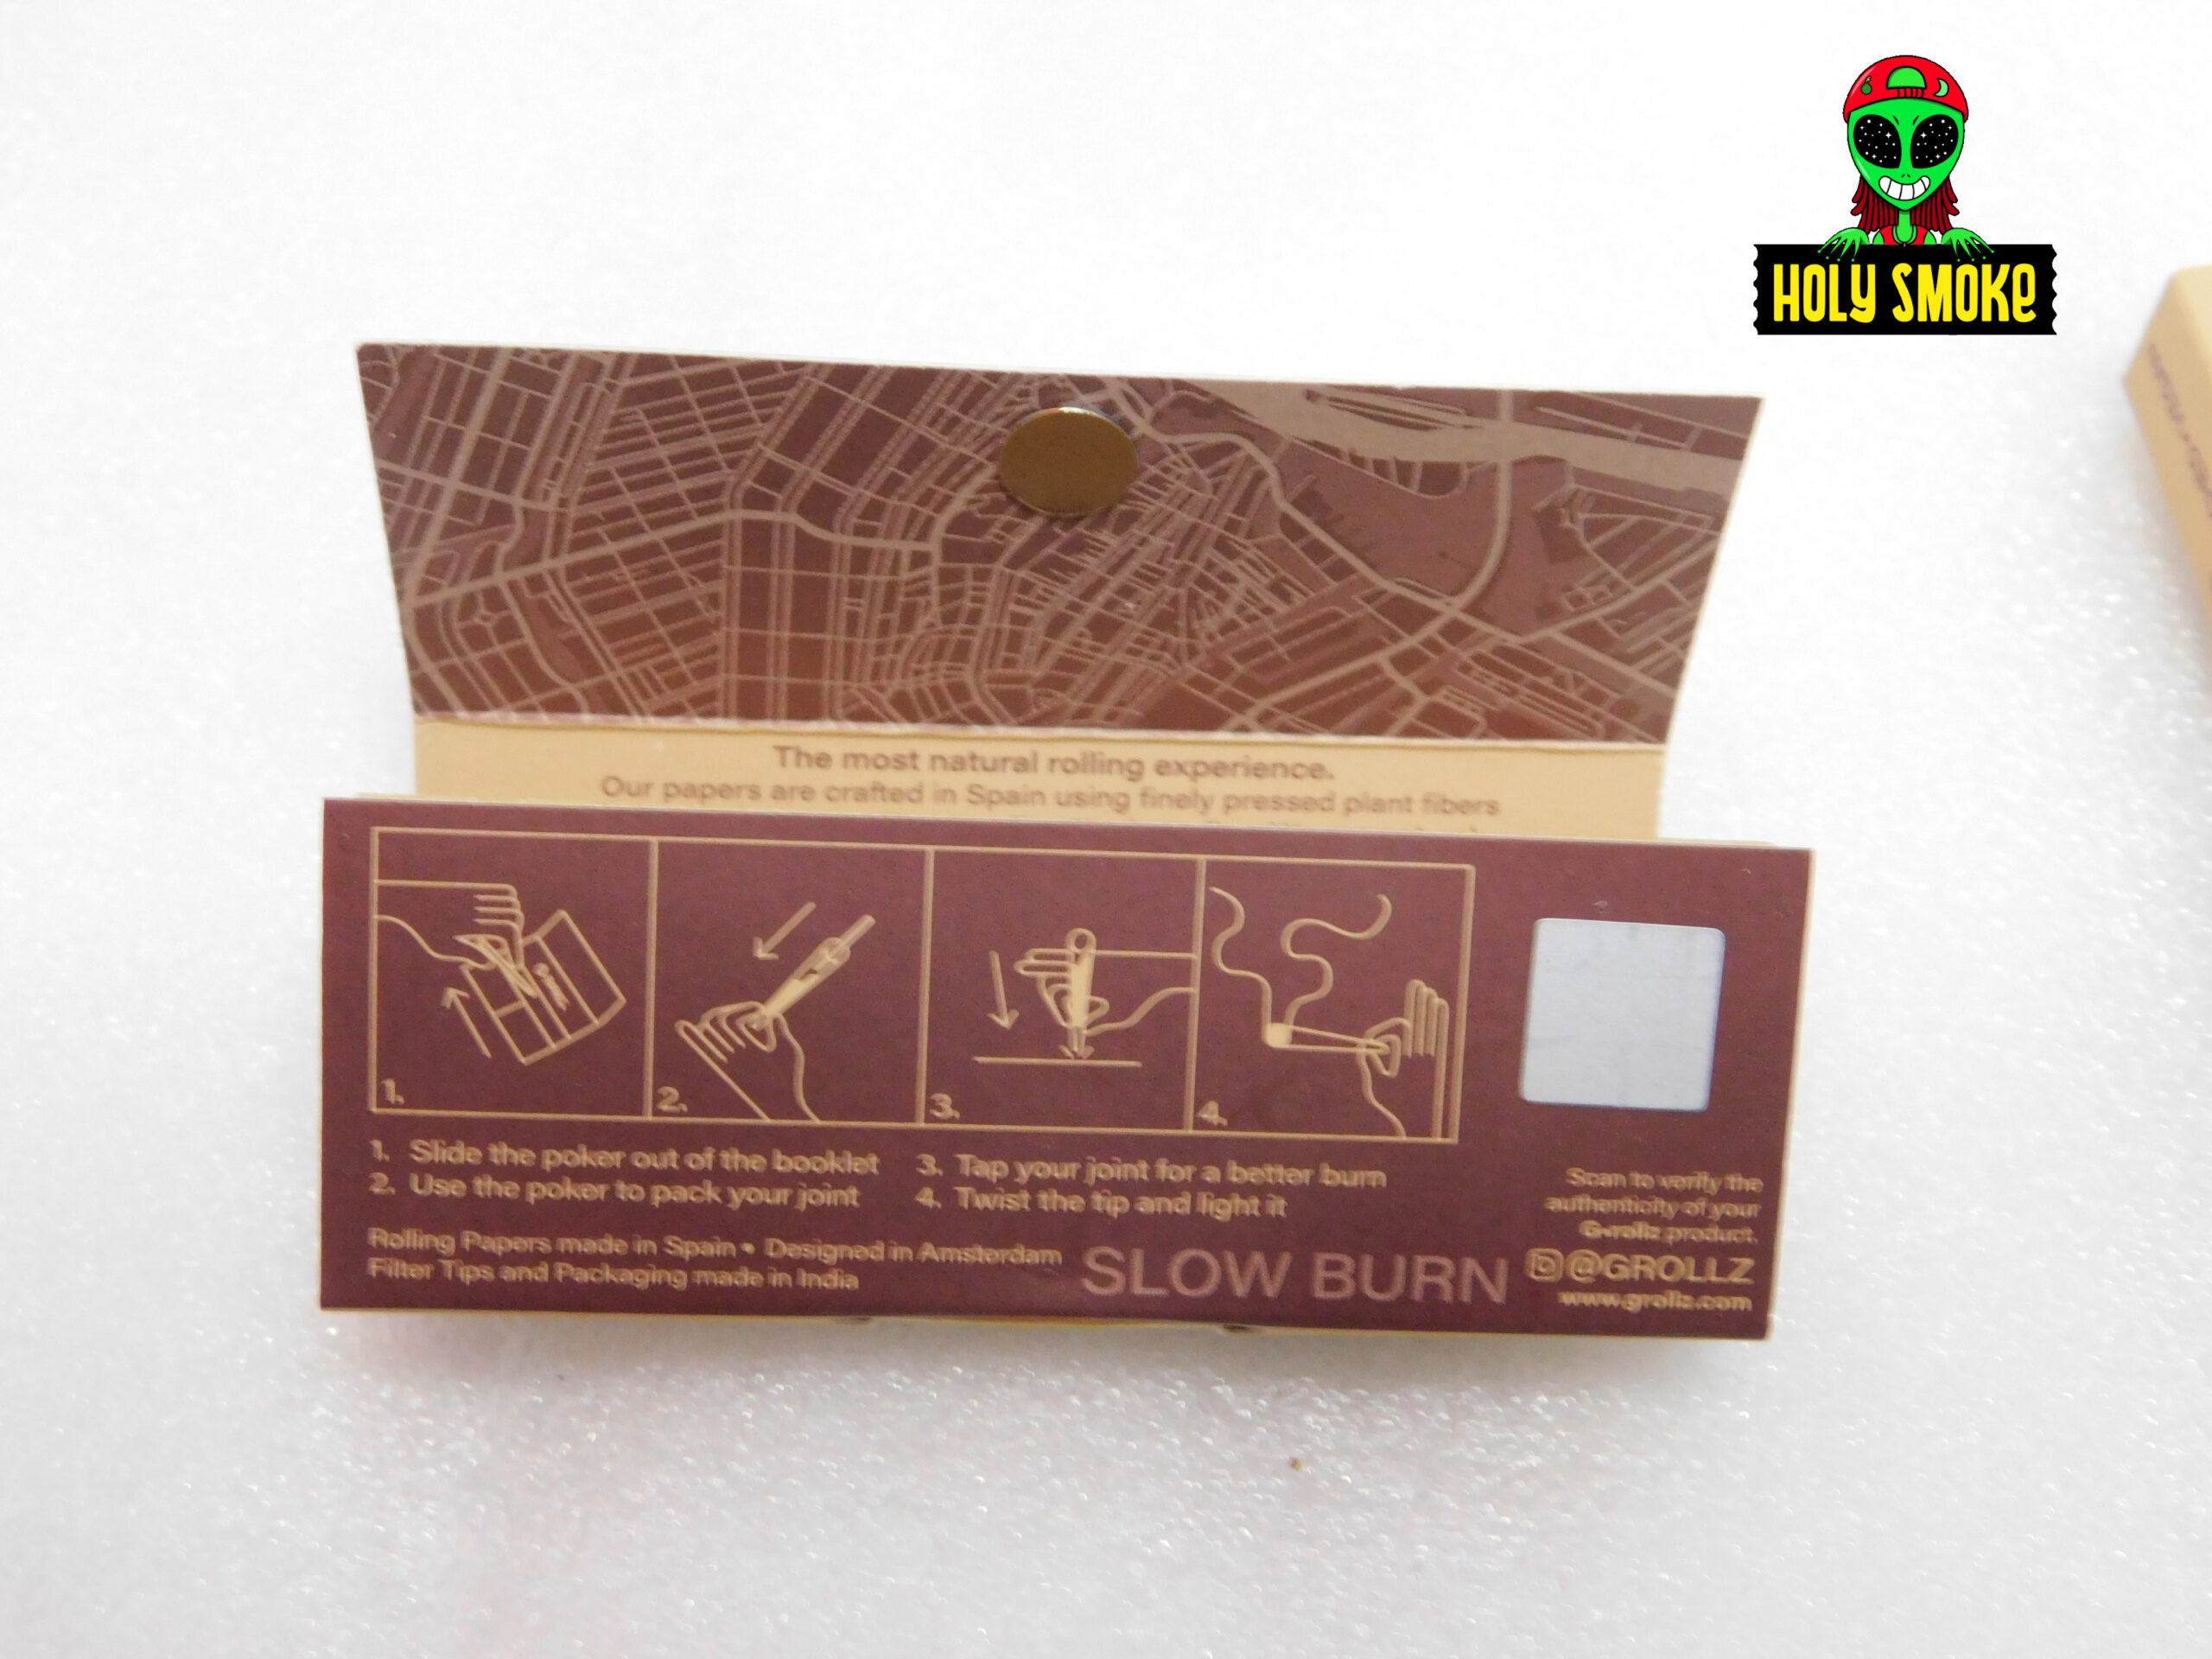 HOLY SMOKE
The most natural rolling experience.
Our papers are crafted in Spain using finely pressed plant fibers
1.
2.
3.
4.
1. Slide the poker out of the booklet
2. Use the poker to pack your joint
3. Tap your joint for a better burn
4. Twist the tip and light it
Rolling Papers made in Spain • Designed in Amsterdam
Filter Tips and Packaging made in India
SLOW BURN
Scan to verify the
authenticity of your
G-rollz product.
@GROLLZ
www.grollz.com